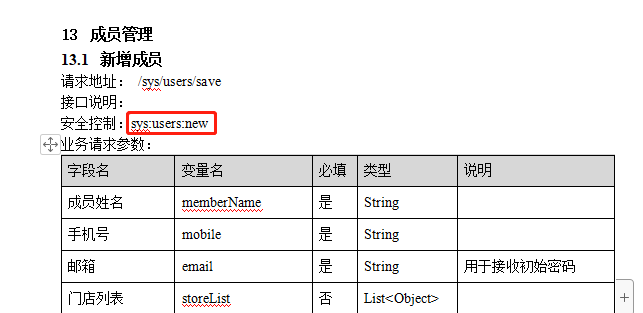 13 成员管理
13.1 新增成员
请求地址： /sys/users/save
接口说明：
安全控制：sys:users:new
业务请求参数：
字段名 变量名 必填 类型 说明
成员姓名 memberName 是 String
手机号 mobile 是 String
邮箱 email 是 String 用于接收初始密码
门店列表 storeList 否 List<Object>